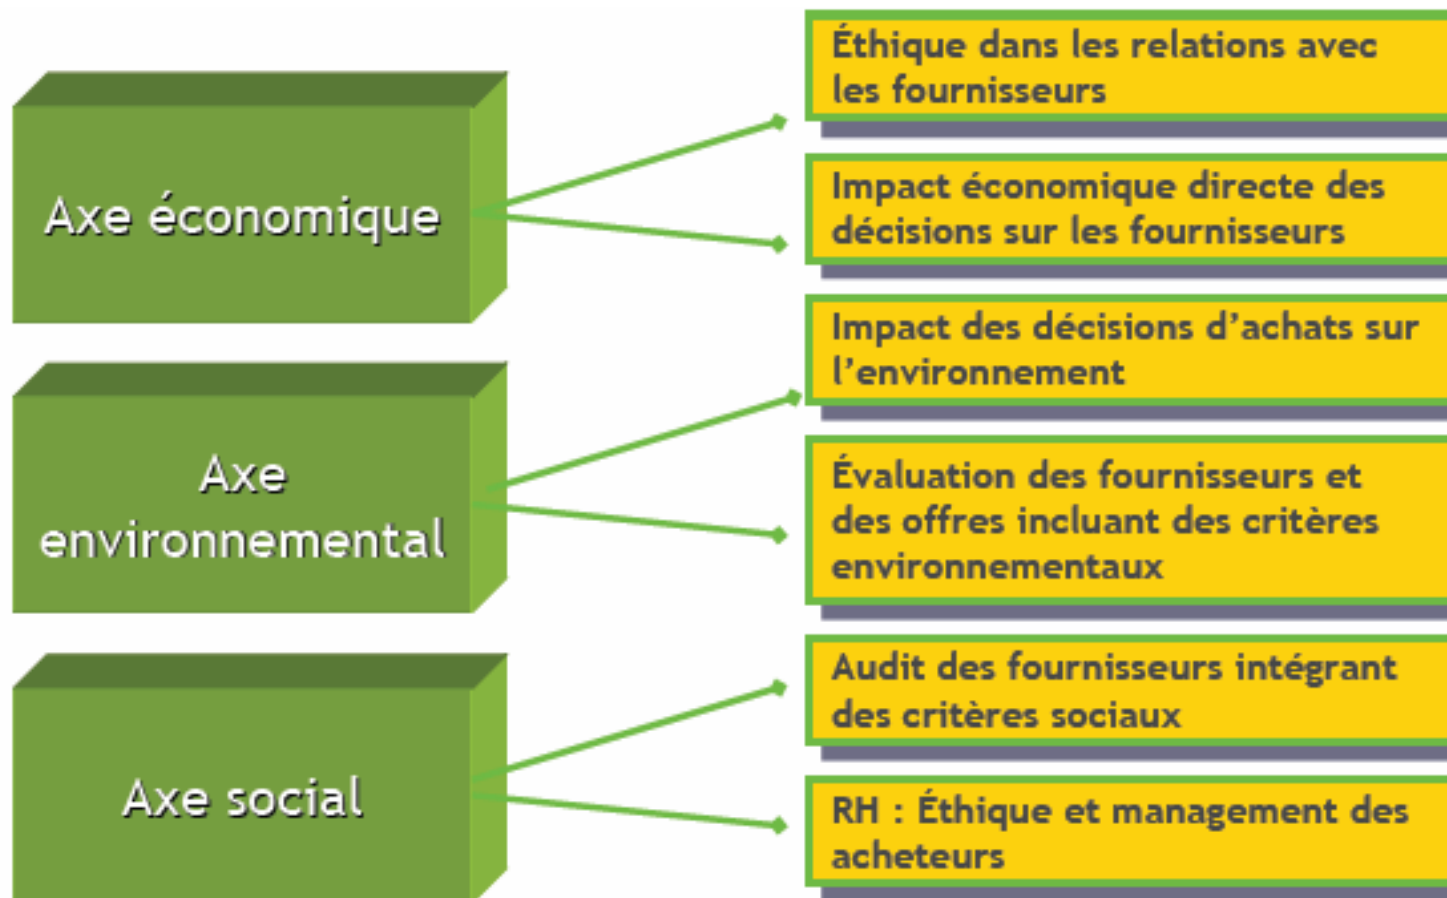 Axe économique
Éthique dans les relations avec
les fournisseurs
Impact économique directe des
décisions sur les fournisseurs
Axe
environnemental
Impact des décisions d’achats sur
l’environnement
Évaluation des fournisseurs et
des offres incluant des critères
environnementaux
Axe social
Audit des fournisseurs intégrant
des critères sociaux
RH : Éthique et management des
acheteurs